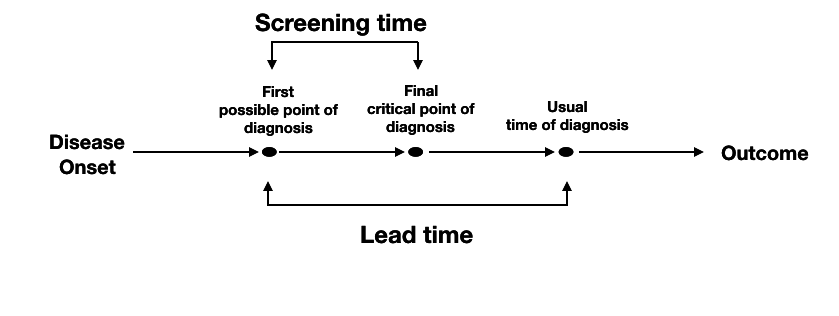 Screening time
First
possible point of
diagnosis
Final
critical point of
diagnosis
Usual
time of diagnosis
Disease
Onset
Outcome
Lead time